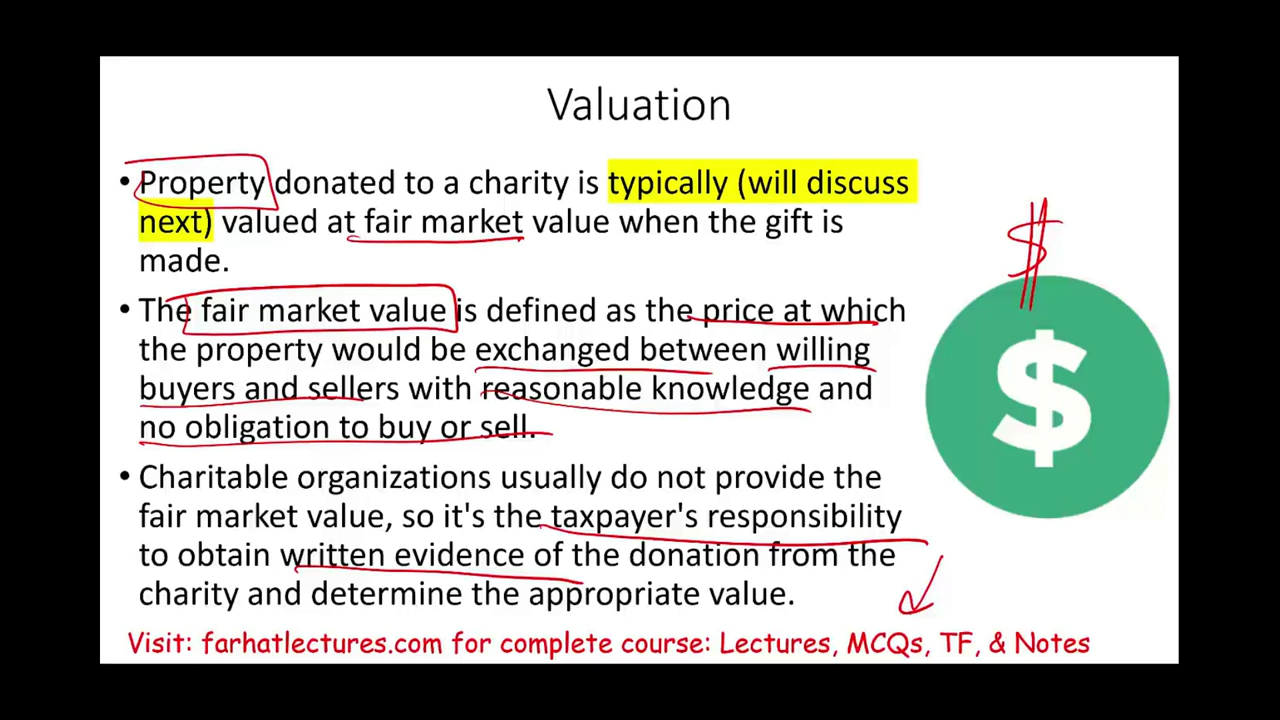 Valuation
• Property donated to a charity is typically (will discuss
next) valued at fair market value when the gift is
made.
• The fair market value is defined as the price at which
the property would be exchanged between willing
buyers and sellers with reasonable knowledge and
no obligation to buy or sell.
• Charitable organizations usually do not provide the
fair market value, so it's the taxpayer's responsibility
to obtain written evidence of the donation from the
charity and determine the appropriate value.
$
$
Visit: farhatlectures.com for complete course: Lectures, MCQs, TF, & Notes